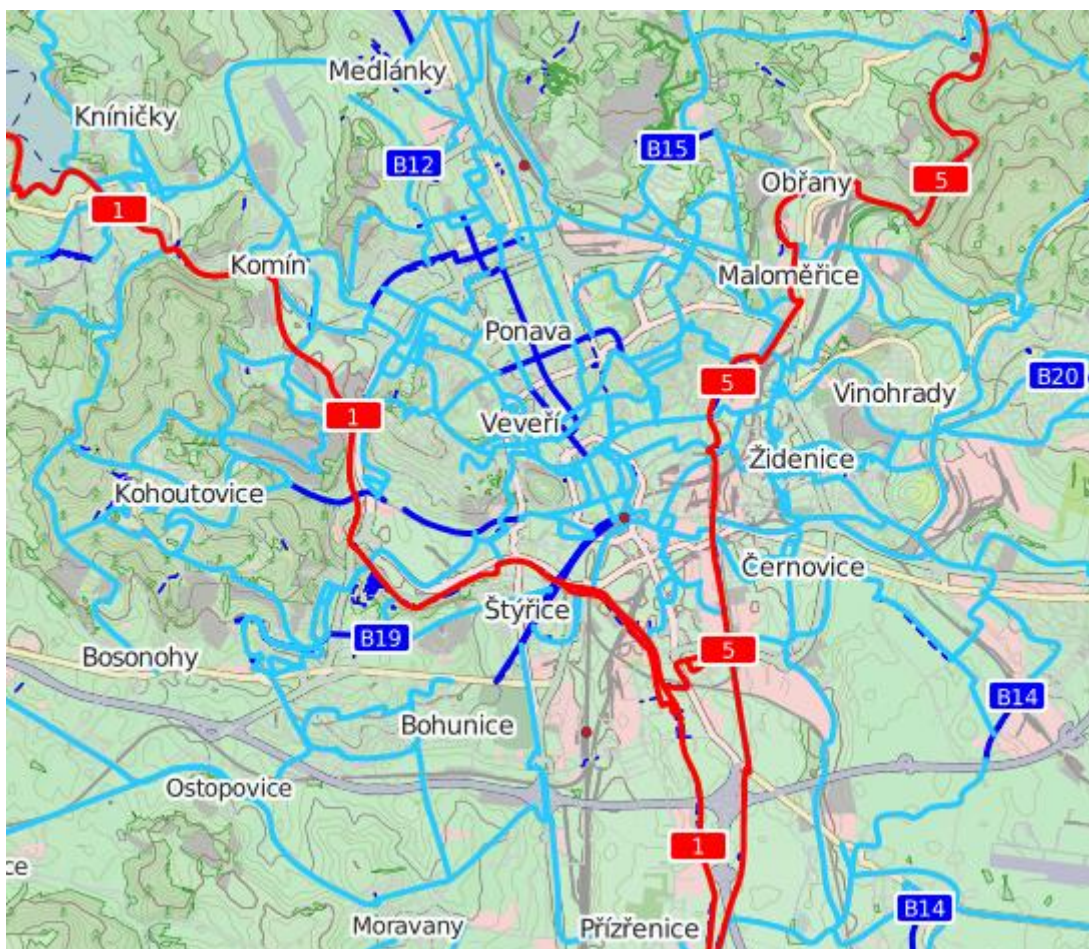 Medlánky
Kníničky
B12
B15
Obřany
5
1
Komín
Maloměřice
Ponava
5
B20
Vinohrady
1
Veveří
Židenice
Kohoutovice
Černovice
Štýřice
B19
5
Bosonohy
B14
Bohunice
Ostopovice
1
ce
B14
Moravany
Přízřenice